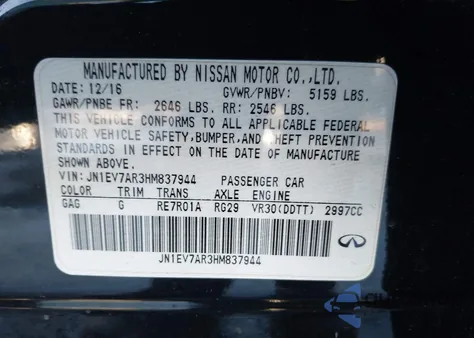 MANUFACTURED BY NISSAN MOTOR CO.,LTD.
DATE: 12/16 GVWR/PNBV: 5159 LBS.
GAWR/PNBE FR: 2646 LBS. RR: 2546 LBS.
THIS VEHICLE CONFORMS TO ALL APPLICABLE FEDERAL
MOTOR VEHICLE SAFETY,BUMPER,AND THEFT PREVENTION
STANDARDS IN EFFECT ON THE DATE OF MANUFACTURE
SHOWN ABOVE.
VIN: JN1EV7AR3HM837944 PASSENGER CAR
COLOR TRIM TRANS AXLE ENGINE
GAG G RE7R01A RG29 VR30(DDTT) 2997CC
JN1EV7AR3HM837944